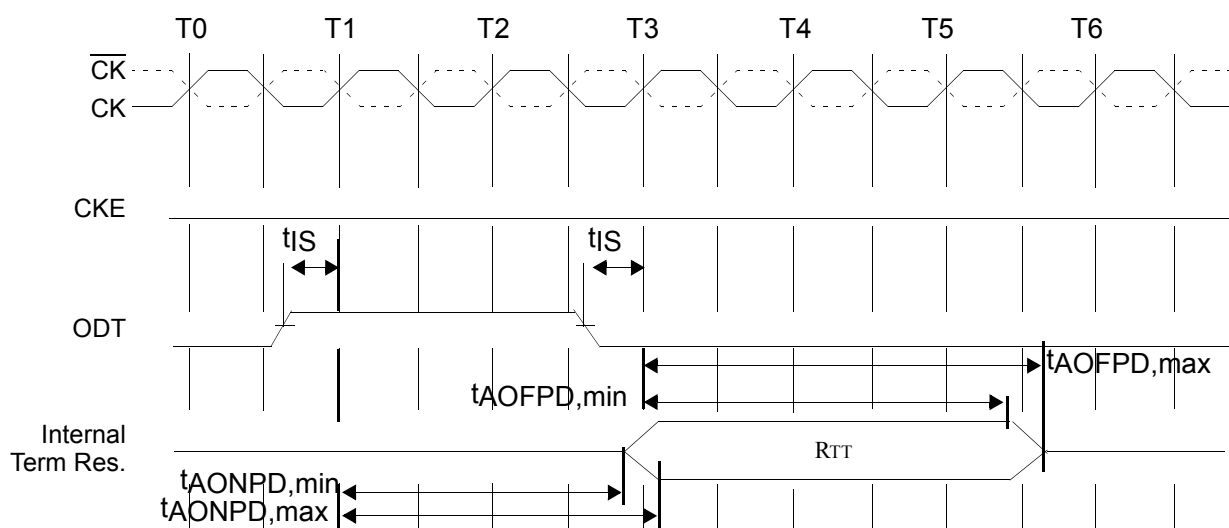 T0 T1 T2 T3 T4 T5 T6
CK
CK
CKE
tIS tIS
ODT
tAOFPD,max
tAOFPD,min
Internal
Term Res.
RTT
tAONPD,min
tAONPD,max